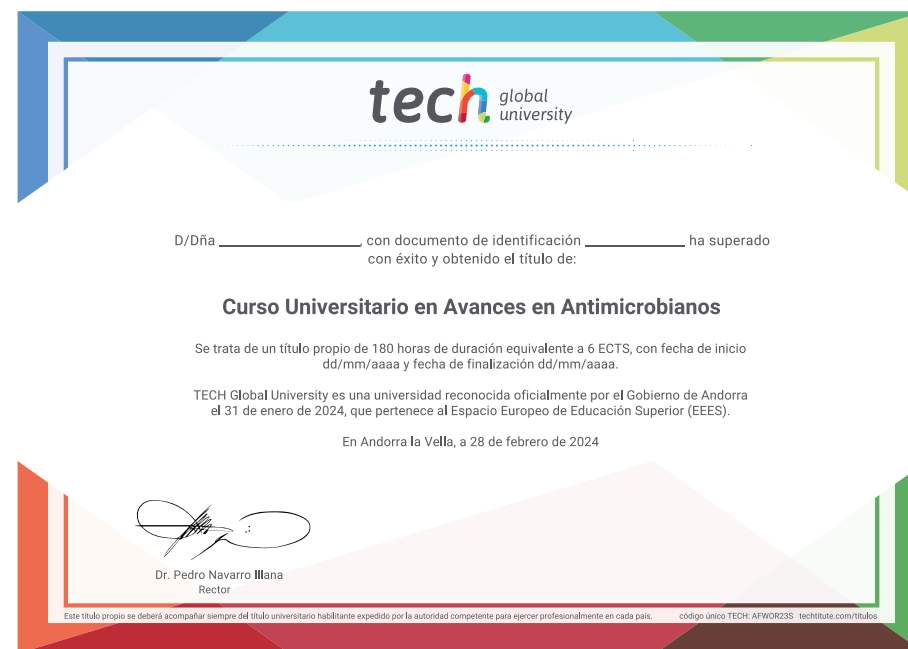 tech global university
D/Dña ____________________, con documento de identificación ______________ ha superado
con éxito y obtenido el título de:
Curso Universitario en Avances en Antimicrobianos
Se trata de un título propio de 180 horas de duración equivalente a 6 ECTS, con fecha de inicio
dd/mm/aaaa y fecha de finalización dd/mm/aaaa.
TECH Global University es una universidad reconocida oficialmente por el Gobierno de Andorra
el 31 de enero de 2024, que pertenece al Espacio Europeo de Educación Superior (EEES).
En Andorra la Vella, a 28 de febrero de 2024
Dr. Pedro Navarro Illana
Rector
Este título propio se deberá acompañar siempre del título universitario habilitante expedido por la autoridad competente para ejercer profesionalmente en cada país. código único TECH: AFWOR23S techtitute.com/titulos